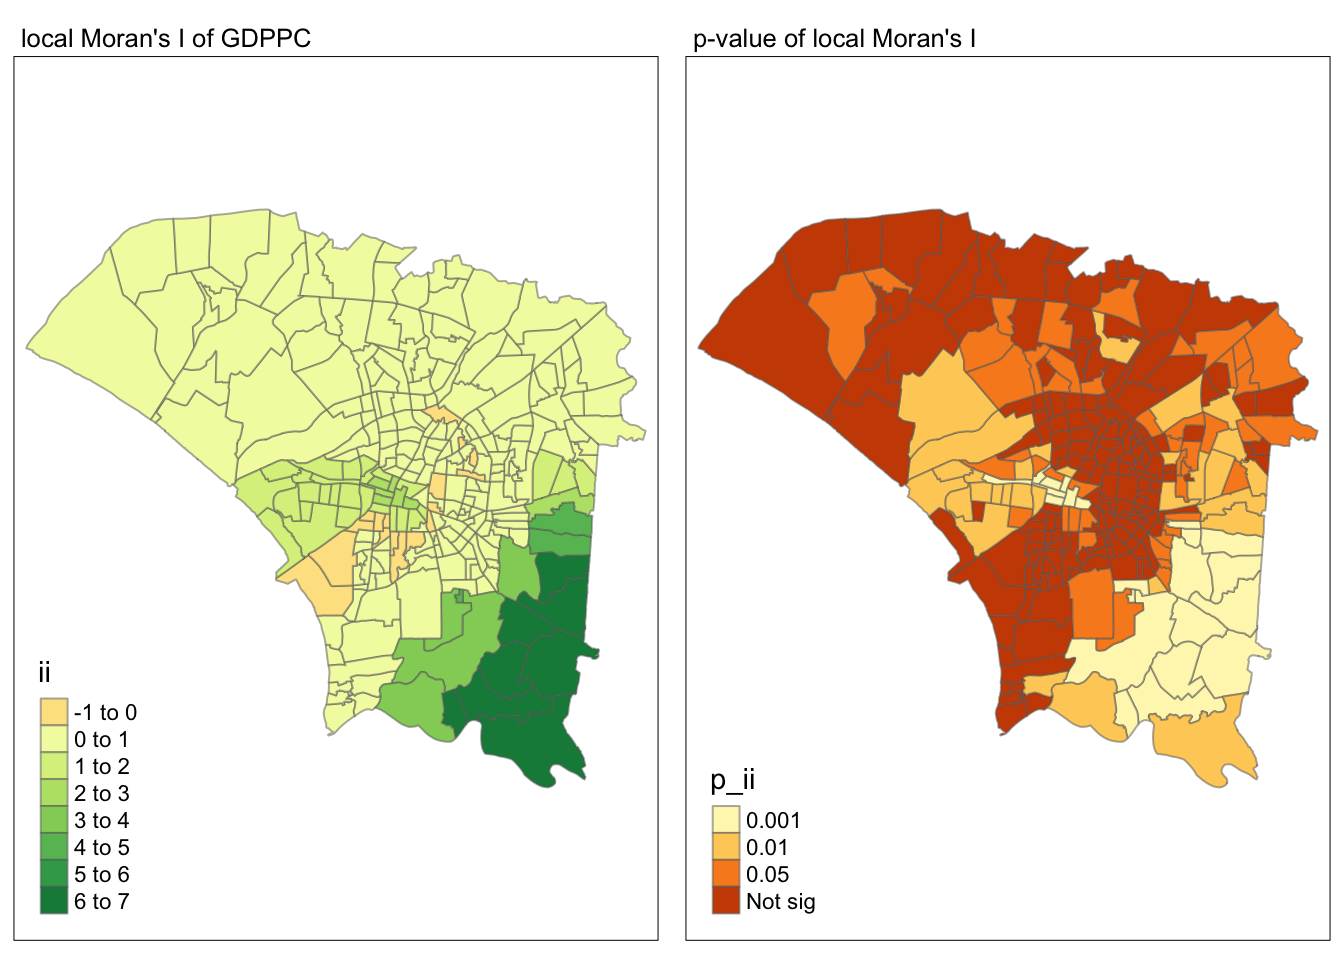 local Moran's I of GDPPC
ii
-1 to 0
0 to 1
1 to 2
2 to 3
3 to 4
4 to 5
5 to 6
6 to 7
p-value of local Moran's I
p_ii
0.001
0.01
0.05
Not sig